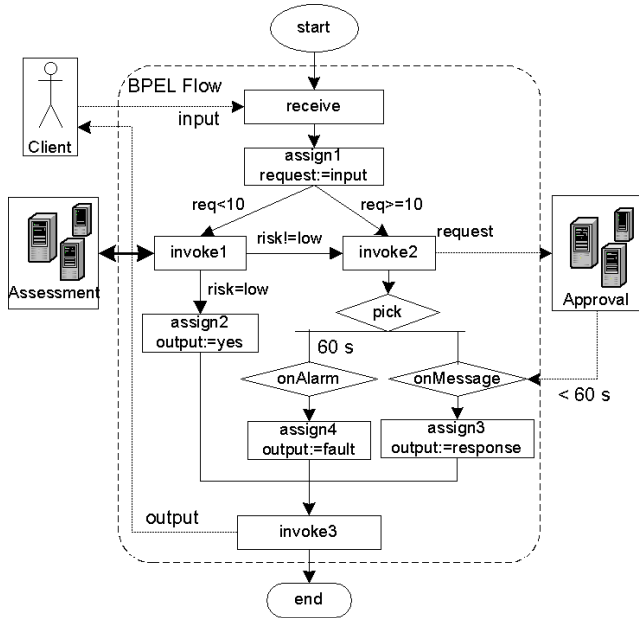 start
BPEL Flow
receive
input
Client
assign1
request:=input
req<10
req>=10
invoke1
risk!=low
invoke2
request
Assessment
Approval
risk=low
pick
assign2
output:=yes
60 s
onAlarm
onMessage
< 60 s
assign4
output:=fault
assign3
output:=response
output
invoke3
end